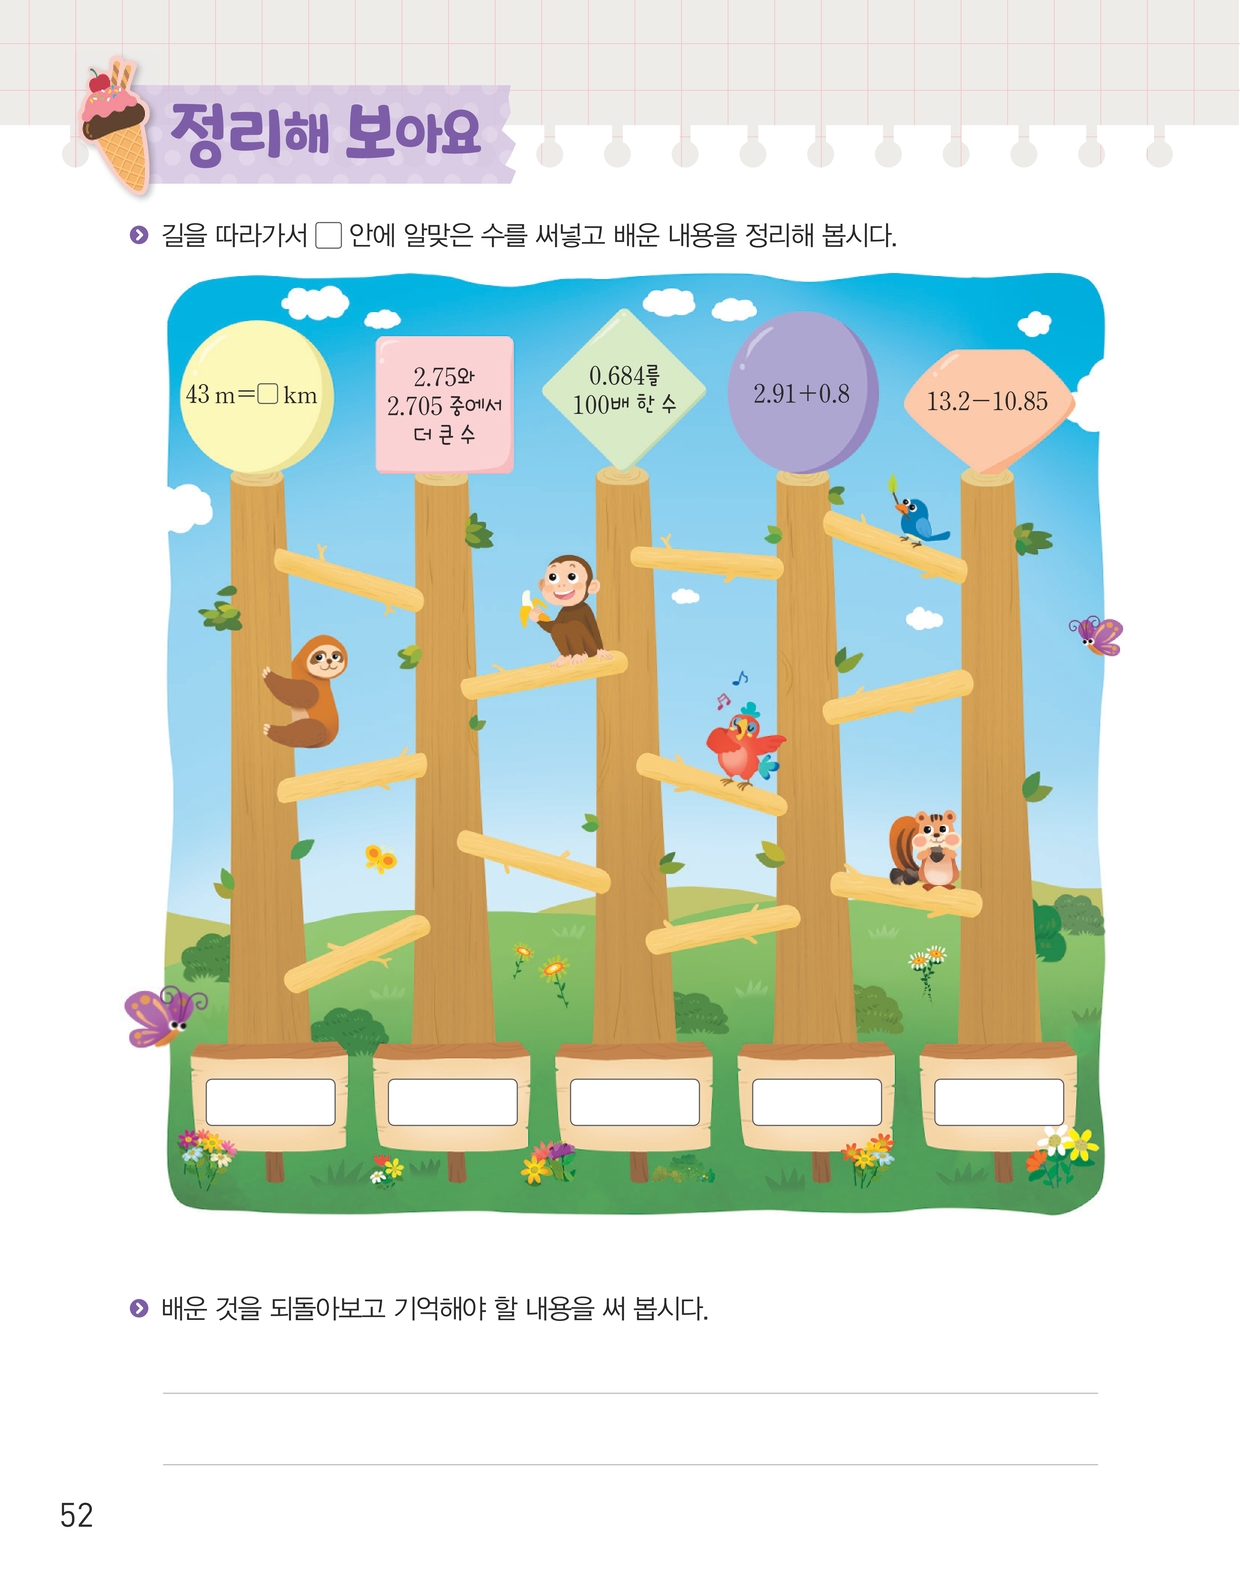 정리해 보아요
길을 따라가서 □ 안에 알맞은 수를 써넣고 배운 내용을 정리해 봅시다.
43 m=□ km
2.75와
2.705 중에서
더 큰 수
0.684를
100배 한 수
2.91+0.8
13.2-10.85
배운 것을 되돌아보고 기억해야 할 내용을 써 봅시다.
52